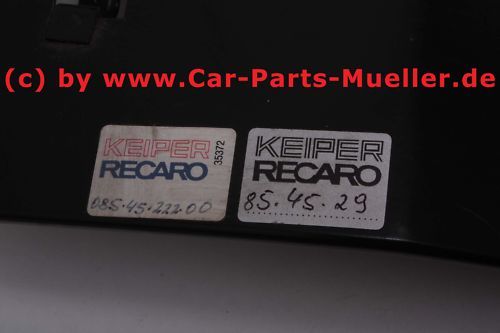 (c) by www.Car-Parts-Mueller.de
KEIPER
RECARO
35372
085.45.222.00
KEIPER
RECARO
85.45.29